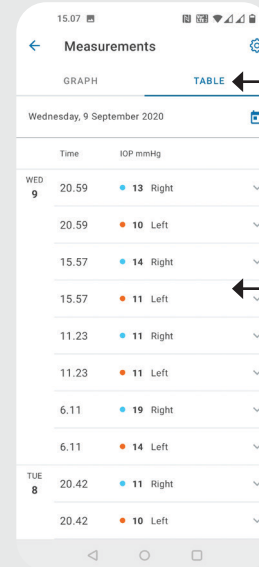 15.07
Measurements
GRAPH TABLE
Wednesday, 9 September 2020
Time IOP mmHg
WED
9
20.59 13 Right
20.59 10 Left
15.57 14 Right
15.57 11 Left
11.23 11 Right
11.23 11 Left
6.11 19 Right
6.11 14 Left
TUE
8
20.42 11 Right
20.42 10 Left